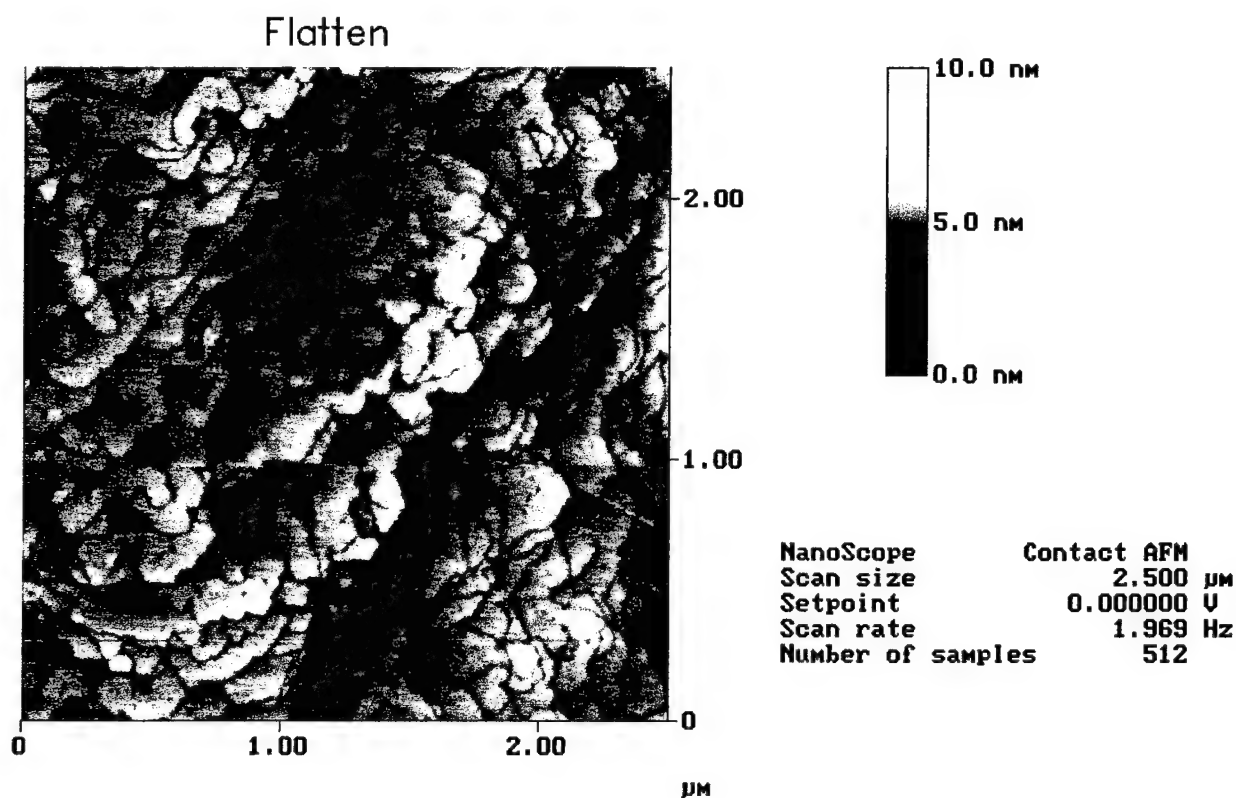 Flatten
10.0 nm
5.0 nm
0.0 nm
2.00
1.00
0
0 1.00 2.00
µm
NanoScope Contact AFM
Scan size 2.500 µm
Setpoint 0.000000 V
Scan rate 1.969 Hz
Number of samples 512